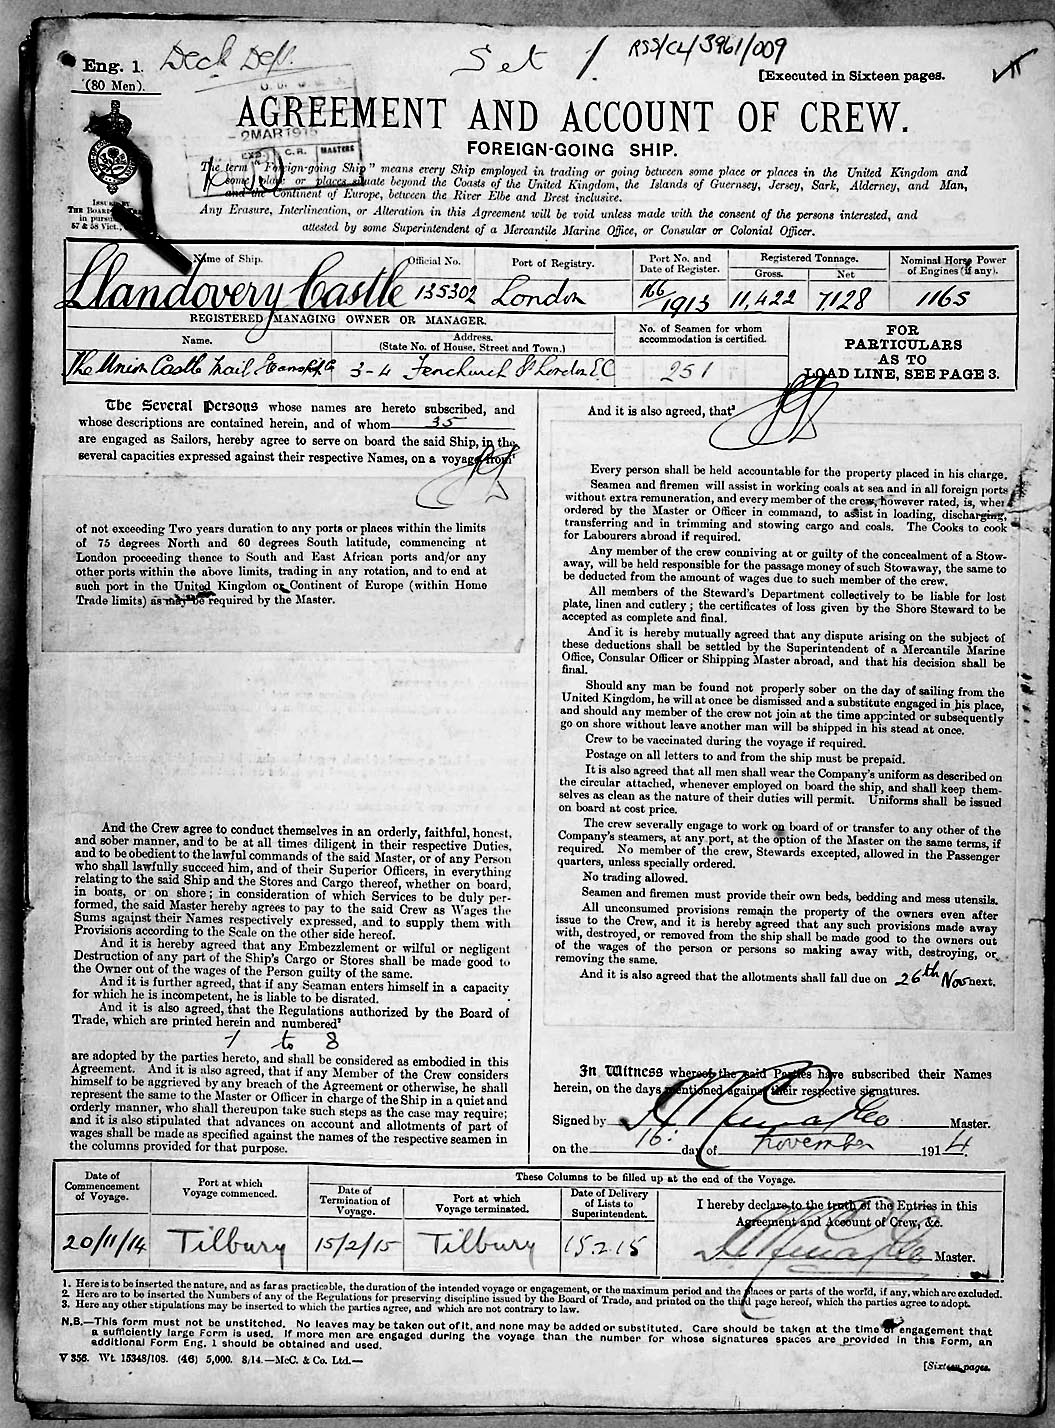 Eng. 1.
(80 Men).
Deck Dep.
Set 1.
RSS/CL/3961/009
[Executed in Sixteen pages.
AGREEMENT AND ACCOUNT OF CREW.
2 MAR 1915
C.R. MASTERS
FOREIGN-GOING SHIP.
The term "Foreign-going Ship" means every Ship employed in trading or going between some place or places in the United Kingdom and
some place or places situate beyond the Coasts of the United Kingdom, the Islands of Guernsey, Jersey, Sark, Alderney, and Man,
and the Continent of Europe, between the River Elbe and Brest inclusive.
Any Erasure, Interlineation, or Alteration in this Agreement will be void unless made with the consent of the persons interested, and
attested by some Superintendent of a Mercantile Marine Office, or Consular or Colonial Officer.
Issued by
The Board
in pursu
57 & 58 Vict.,
Name of Ship. Official No. Port of Registry. Port No. and Date of Register. Registered Tonnage. Gross. Net Nominal Horse Power of Engines (if any).
Llandovery Castle 135302 London 166/1913 11,422 7128 1165
REGISTERED MANAGING OWNER OR MANAGER.
Name. Address. (State No. of House, Street and Town.)
No. of Seamen for whom accommodation is certified.
FOR PARTICULARS AS TO LOAD LINE, SEE PAGE 3.
The Union Castle Mail 3-4 Fenchurch St London E.C. 251
The Several Persons whose names are hereto subscribed, and
whose descriptions are contained herein, and of whom 35
are engaged as Sailors, hereby agree to serve on board the said Ship, in the
several capacities expressed against their respective Names, on a voyage from¹
of not exceeding Two years duration to any ports or places within the limits
of 75 degrees North and 60 degrees South latitude, commencing at
London proceeding thence to South and East African ports and/or any
other ports within the above limits, trading in any rotation, and to end at
such port in the United Kingdom or Continent of Europe (within Home
Trade limits) as may be required by the Master.
And the Crew agree to conduct themselves in an orderly, faithful, honest,
and sober manner, and to be at all times diligent in their respective Duties,
and to be obedient to the lawful commands of the said Master, or of any Person
who shall lawfully succeed him, and of their Superior Officers, in everything
relating to the said Ship and the Stores and Cargo thereof, whether on board,
in boats, or on shore; in consideration of which Services to be duly per-
formed, the said Master hereby agrees to pay to the said Crew as Wages the
Sums against their Names respectively expressed, and to supply them with
Provisions according to the Scale on the other side hereof.
And it is hereby agreed that any Embezzlement or wilful or negligent
Destruction of any part of the Ship's Cargo or Stores shall be made good to
the Owner out of the wages of the Person guilty of the same.
And it is further agreed, that if any Seaman enters himself in a capacity
for which he is incompetent, he is liable to be disrated.
And it is also agreed, that the Regulations authorized by the Board of
Trade, which are printed herein and numbered²
1 to 8
are adopted by the parties hereto, and shall be considered as embodied in this
Agreement. And it is also agreed, that if any Member of the Crew considers
himself to be aggrieved by any breach of the Agreement or otherwise, he shall
represent the same to the Master or Officer in charge of the Ship in a quiet and
orderly manner, who shall thereupon take such steps as the case may require;
and it is also stipulated that advances on account and allotments of part of
wages shall be made as specified against the names of the respective seamen in
the columns provided for that purpose.
And it is also agreed, that³
Every person shall be held accountable for the property placed in his charge.
Seamen and firemen will assist in working coals at sea and in all foreign ports
without extra remuneration, and every member of the crew, however rated, is, when
ordered by the Master or Officer in command, to assist in loading, discharging,
transferring and in trimming and stowing cargo and coals. The Cooks to cook
for Labourers abroad if required.
Any member of the crew conniving at or guilty of the concealment of a Stow-
away, will be held responsible for the passage money of such Stowaway, the same to
be deducted from the amount of wages due to such member of the crew.
All members of the Steward's Department collectively to be liable for lost
plate, linen and cutlery; the certificates of loss given by the Shore Steward to be
accepted as complete and final.
And it is hereby mutually agreed that any dispute arising on the subject of
these deductions shall be settled by the Superintendent of a Mercantile Marine
Office, Consular Officer or Shipping Master abroad, and that his decision shall be
final.
Should any man be found not properly sober on the day of sailing from the
United Kingdom, he will at once be dismissed and a substitute engaged in his place,
and should any member of the crew not join at the time appointed or subsequently
go on shore without leave another man will be shipped in his stead at once.
Crew to be vaccinated during the voyage if required.
Postage on all letters to and from the ship must be prepaid.
It is also agreed that all men shall wear the Company's uniform as described on
the circular attached, whenever employed on board the ship, and shall keep them-
selves as clean as the nature of their duties will permit. Uniforms shall be issued
on board at cost price.
The crew severally engage to work on board of or transfer to any other of the
Company's steamers, at any port, at the option of the Master on the same terms, if
required. No member of the crew, Stewards excepted, allowed in the Passenger
quarters, unless specially ordered.
No trading allowed.
Seamen and firemen must provide their own beds, bedding and mess utensils.
All unconsumed provisions remain the property of the owners even after
issue to the Crew, and it is hereby agreed that any such provisions made away
with, destroyed, or removed from the ship shall be made good to the owners out
of the wages of the person or persons so making away with, destroying, or
removing the same.
And it is also agreed that the allotments shall fall due on 26th Nov next.
In Witness whereof the said Parties have subscribed their Names
herein, on the days mentioned against their respective signatures.
Signed by Master.
on the 16 day of November 1914.
These Columns to be filled up at the end of the Voyage.
Date of Commencement of Voyage. Port at which Voyage commenced. Date of Termination of Voyage. Port at which Voyage terminated. Date of Delivery of Lists to Superintendent.
I hereby declare to the truth of the Entries in this
Agreement and Account of Crew, &c.
20/11/14 Tilbury 15/2/15 Tilbury 15.2.15 Master.
1. Here is to be inserted the nature, and as far as practicable, the duration of the intended voyage or engagement, or the maximum period and the places or parts of the world, if any, which are excluded.
2. Here are to be inserted the Numbers of any of the Regulations for preserving discipline issued by the Board of Trade, and printed on the third page hereof, which the parties agree to adopt.
3. Here any other stipulations may be inserted to which the parties agree, and which are not contrary to law.
N.B.—This form must not be unstitched. No leaves may be taken out of it, and none may be added or substituted. Care should be taken at the time of engagement that
a sufficiently large Form is used. If more men are engaged during the voyage than the number for whose signatures spaces are provided in this Form, an
additional Form Eng. 1 should be obtained and used.
V 356. Wt. 15348/108. (46) 5,000. 8/14.—McC. & Co. Ltd.—
[Sixteen pages.